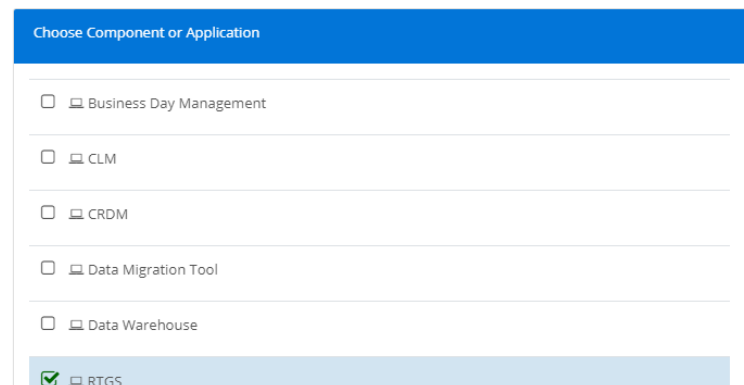 Choose Component or Application
Business Day Management
CLM
CRDM
Data Migration Tool
Data Warehouse
RTGS